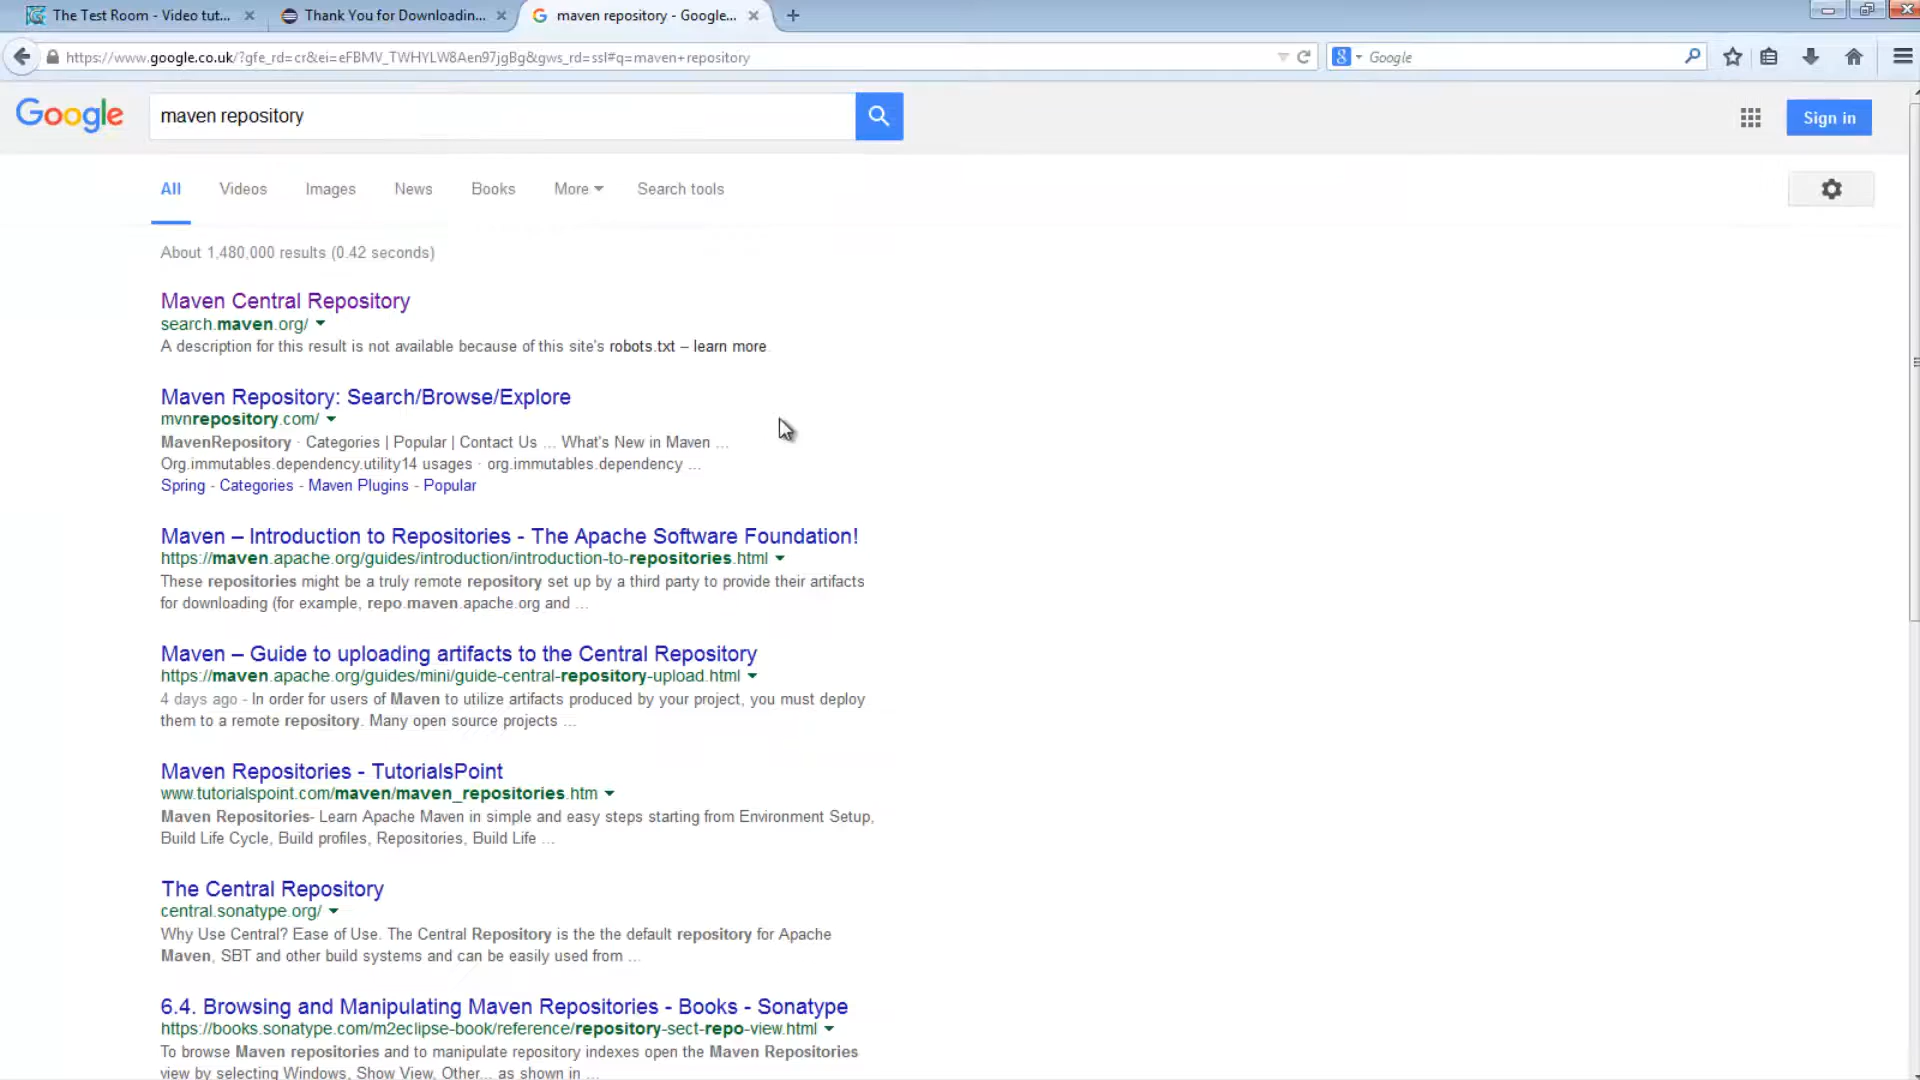 The Test Room - Video tut...
Thank You for Downloadin...
maven repository - Google...
https://www.google.co.uk/?gfe_rd=cr&ei=eFBMV_TWHYLW8Aen97jgBg&gws_rd=ssl#q=maven+repository
Google
Google
maven repository
Sign in
All
Videos
Images
News
Books
More
Search tools
About 1,480,000 results (0.42 seconds)
Maven Central Repository
search.maven.org/
A description for this result is not available because of this site's robots.txt – learn more.
Maven Repository: Search/Browse/Explore
mvnrepository.com/
MavenRepository · Categories | Popular | Contact Us ... What's New in Maven ...
Org.immutables.dependency.utility14 usages · org.immutables.dependency ...
Spring - Categories - Maven Plugins - Popular
Maven – Introduction to Repositories - The Apache Software Foundation!
https://maven.apache.org/guides/introduction/introduction-to-repositories.html
These repositories might be a truly remote repository set up by a third party to provide their artifacts
for downloading (for example, repo.maven.apache.org and ...
Maven – Guide to uploading artifacts to the Central Repository
https://maven.apache.org/guides/mini/guide-central-repository-upload.html
4 days ago - In order for users of Maven to utilize artifacts produced by your project, you must deploy
them to a remote repository. Many open source projects ...
Maven Repositories - TutorialsPoint
www.tutorialspoint.com/maven/maven_repositories.htm
Maven Repositories- Learn Apache Maven in simple and easy steps starting from Environment Setup,
Build Life Cycle, Build profiles, Repositories, Build Life ...
The Central Repository
central.sonatype.org/
Why Use Central? Ease of Use. The Central Repository is the the default repository for Apache
Maven, SBT and other build systems and can be easily used from ...
6.4. Browsing and Manipulating Maven Repositories - Books - Sonatype
https://books.sonatype.com/m2eclipse-book/reference/repository-sect-repo-view.html
To browse Maven repositories and to manipulate repository indexes open the Maven Repositories
view by selecting Windows, Show View, Other... as shown in ...